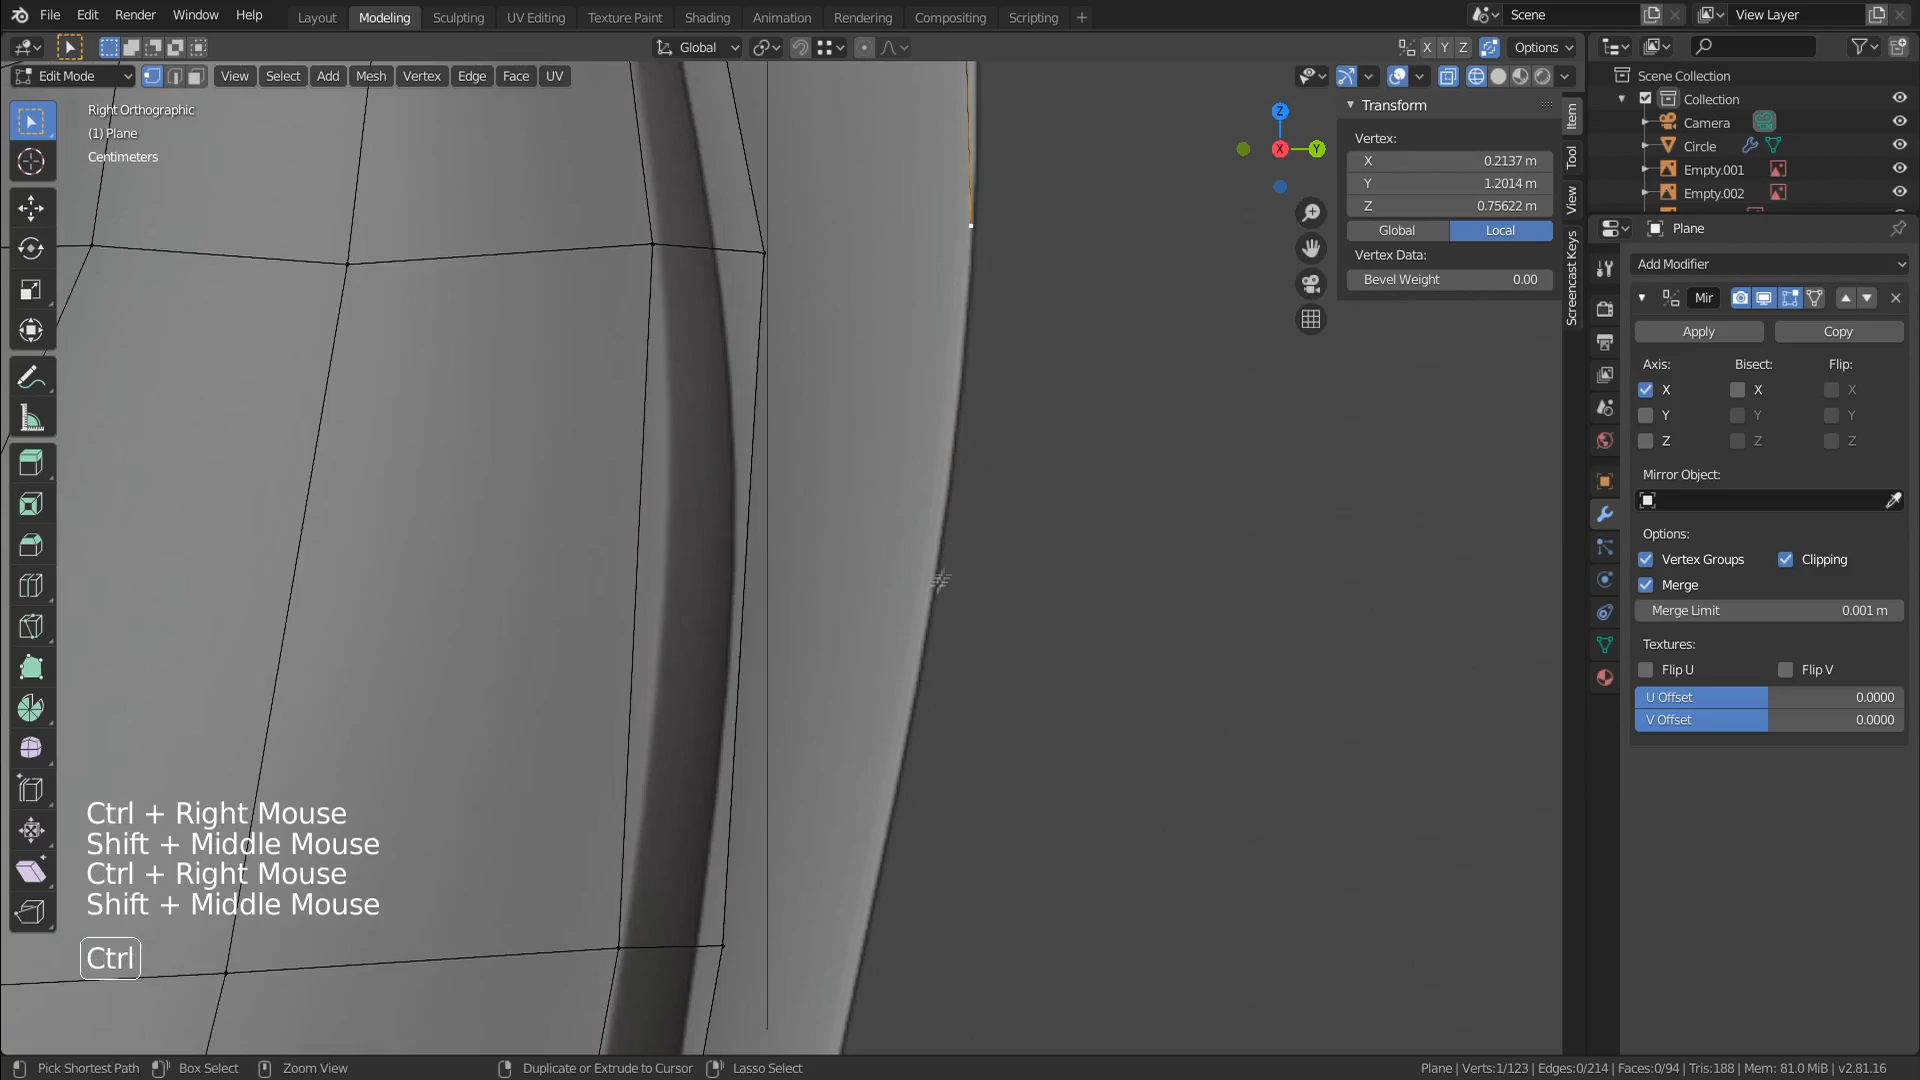 File Edit Render Window Help Layout Modeling Sculpting UV Editing Texture Paint Shading Animation Rendering Compositing Scripting + Scene View Layer
Global X Y Z Options
Edit Mode View Select Add Mesh Vertex Edge Face UV
Scene Collection
Collection
Camera
Circle
Empty.001
Empty.002
Right Orthographic
(1) Plane
Centimeters
Z
X
Y
Transform
Vertex:
X 0.2137 m
Y 1.2014 m
Z 0.75622 m
Global Local
Vertex Data:
Bevel Weight 0.00
Item
Tool
View
Screencast Keys
Plane
Add Modifier
Mir
Apply Copy
Axis: Bisect: Flip:
X X X
Y Y Y
Z Z Z
Mirror Object:
Options:
Vertex Groups Clipping
Merge
Merge Limit 0.001 m
Textures:
Flip U Flip V
U Offset 0.0000
V Offset 0.0000
Ctrl + Right Mouse
Shift + Middle Mouse
Ctrl + Right Mouse
Shift + Middle Mouse
Ctrl
Pick Shortest Path Box Select Zoom View Duplicate or Extrude to Cursor Lasso Select Plane | Verts:1/123 | Edges:0/214 | Faces:0/94 | Tris:188 | Mem: 81.0 MiB | v2.81.16